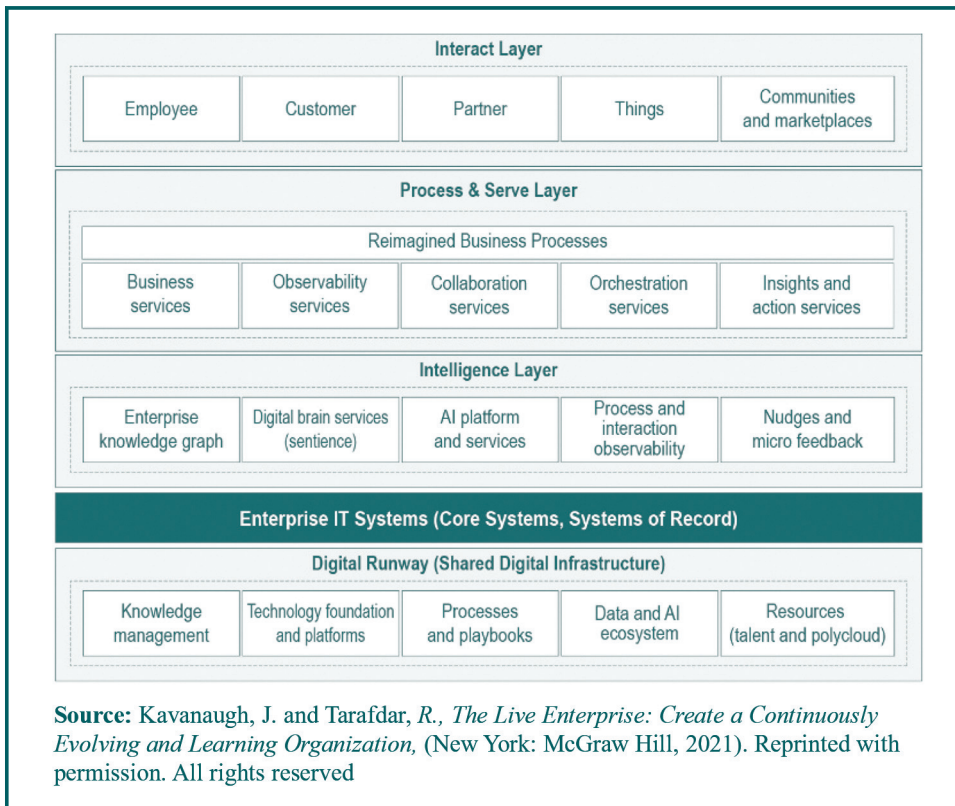 Interact Layer
Employee
Customer
Partner
Things
Communities
and marketplaces
Process & Serve Layer
Reimagined Business Processes
Business
services
Observability
services
Collaboration
services
Orchestration
services
Insights and
action services
Intelligence Layer
Enterprise
knowledge graph
Digital brain services
(sentience)
AI platform
and services
Process and
interaction
observability
Nudges and
micro feedback
Enterprise IT Systems (Core Systems, Systems of Record)
Digital Runway (Shared Digital Infrastructure)
Knowledge
management
Technology foundation
and platforms
Processes
and playbooks
Data and AI
ecosystem
Resources
(talent and polycloud)
Source: Kavanaugh, J. and Tarafdar, R., The Live Enterprise: Create a Continuously
Evolving and Learning Organization, (New York: McGraw Hill, 2021). Reprinted with
permission. All rights reserved